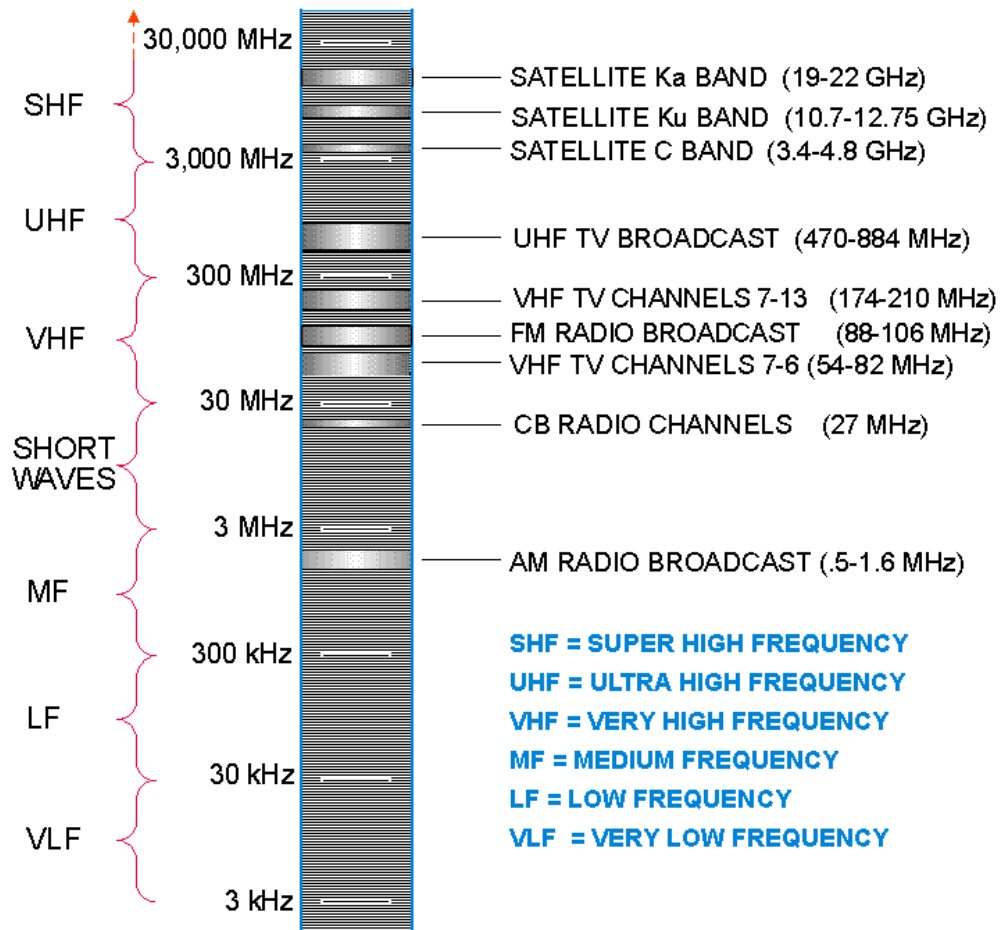 30,000 MHz
SATELLITE Ka BAND (19-22 GHz)
SHF
SATELLITE Ku BAND (10.7-12.75 GHz)
3,000 MHz
SATELLITE C BAND (3.4-4.8 GHz)
UHF
UHF TV BROADCAST (470-884 MHz)
300 MHz
VHF TV CHANNELS 7-13 (174-210 MHz)
VHF
FM RADIO BROADCAST (88-106 MHz)
VHF TV CHANNELS 7-6 (54-82 MHz)
30 MHz
CB RADIO CHANNELS (27 MHz)
SHORT
WAVES
3 MHz
AM RADIO BROADCAST (.5-1.6 MHz)
MF
300 kHz
LF
30 kHz
VLF
3 kHz
SHF = SUPER HIGH FREQUENCY
UHF = ULTRA HIGH FREQUENCY
VHF = VERY HIGH FREQUENCY
MF = MEDIUM FREQUENCY
LF = LOW FREQUENCY
VLF = VERY LOW FREQUENCY